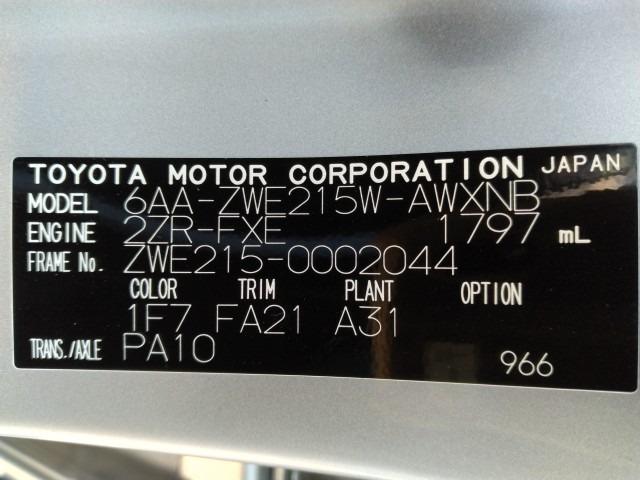 TOYOTA MOTOR CORPORATION JAPAN
MODEL 6AA-ZWE215W-AWXNB
ENGINE 2ZR-FXE 1797 mL
FRAME No. ZWE215-0002044
COLOR TRIM PLANT OPTION
1F7 FA21 A31
TRANS./AXLE PA10 966